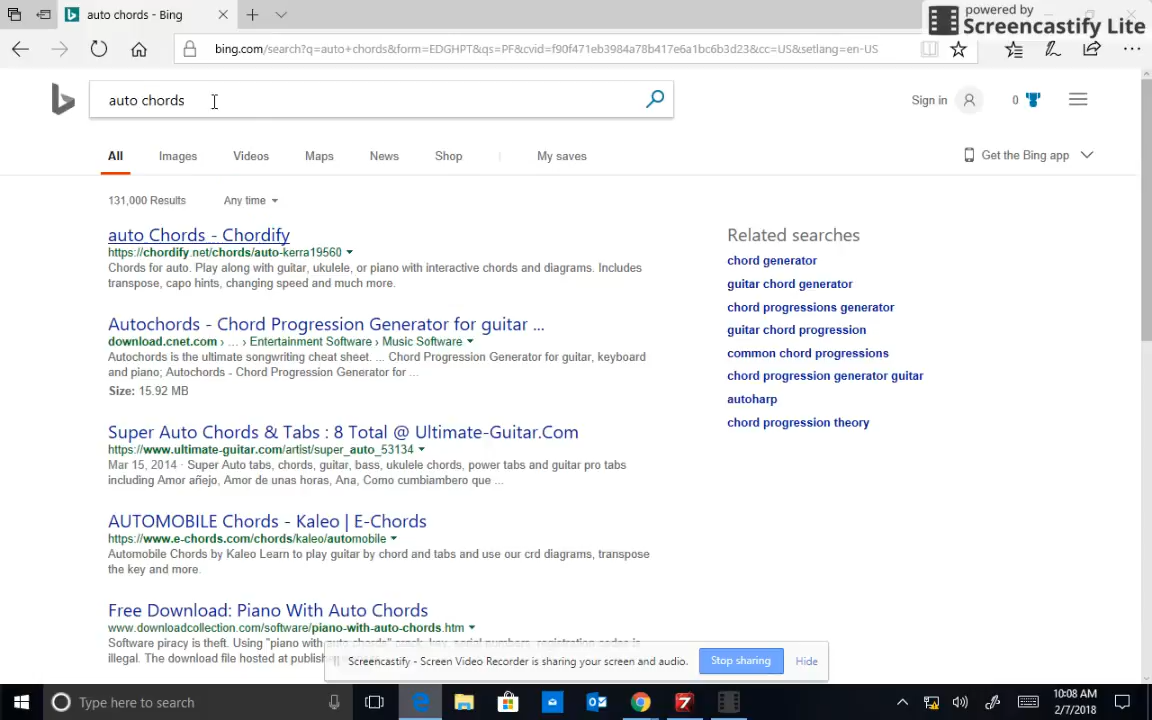 auto chords - Bing
powered by
Screencastify Lite
bing.com/search?q=auto+chords&form=EDGHPT&qs=PF&cvid=f90f471eb3984a78b417e6a1bc6b3d23&cc=US&setlang=en-US
auto chords
Sign in
0
All
Images
Videos
Maps
News
Shop
My saves
Get the Bing app
131,000 Results
Any time
auto Chords - Chordify
https://chordify.net/chords/auto-kerra19560
Chords for auto. Play along with guitar, ukulele, or piano with interactive chords and diagrams. Includes
transpose, capo hints, changing speed and much more.
Autochords - Chord Progression Generator for guitar ...
download.cnet.com › ... › Entertainment Software › Music Software
Autochords is the ultimate songwriting cheat sheet. ... Chord Progression Generator for guitar, keyboard
and piano; Autochords - Chord Progression Generator for ...
Size: 15.92 MB
Super Auto Chords & Tabs : 8 Total @ Ultimate-Guitar.Com
https://www.ultimate-guitar.com/artist/super_auto_53134
Mar 15, 2014 · Super Auto tabs, chords, guitar, bass, ukulele chords, power tabs and guitar pro tabs
including Amor añejo, Amor de unas horas, Ana, Como cumbiambero que ...
AUTOMOBILE Chords - Kaleo | E-Chords
https://www.e-chords.com/chords/kaleo/automobile
Automobile Chords by Kaleo Learn to play guitar by chord and tabs and use our crd diagrams, transpose
the key and more.
Free Download: Piano With Auto Chords
www.downloadcollection.com/software/piano-with-auto-chords.htm
Software piracy is theft. Using "piano with auto chords" crack, key, serial numbers, registration codes is
illegal. The download file hosted at publish
Related searches
chord generator
guitar chord generator
chord progressions generator
guitar chord progression
common chord progressions
chord progression generator guitar
autoharp
chord progression theory
Screencastify - Screen Video Recorder is sharing your screen and audio.
Stop sharing
Hide
Type here to search
10:08 AM
2/7/2018